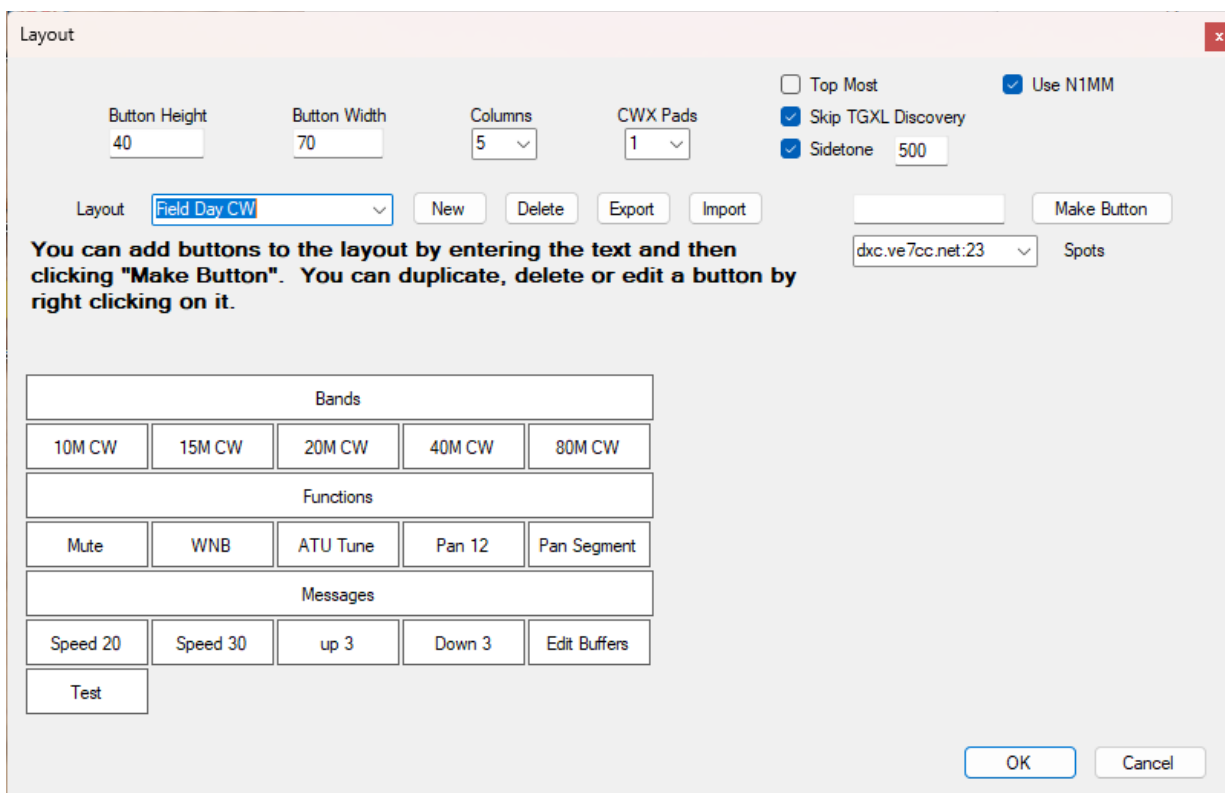 Layout
x
Top Most
Use N1MM
Button Height
Button Width
Columns
CWX Pads
Skip TGXL Discovery
40
70
5
1
Sidetone
500
Layout
Field Day CW
New
Delete
Export
Import
Make Button
You can add buttons to the layout by entering the text and then
clicking "Make Button". You can duplicate, delete or edit a button by
right clicking on it.
dxc.ve7cc.net:23
Spots
Bands
10M CW
15M CW
20M CW
40M CW
80M CW
Functions
Mute
WNB
ATU Tune
Pan 12
Pan Segment
Messages
Speed 20
Speed 30
up 3
Down 3
Edit Buffers
Test
OK
Cancel